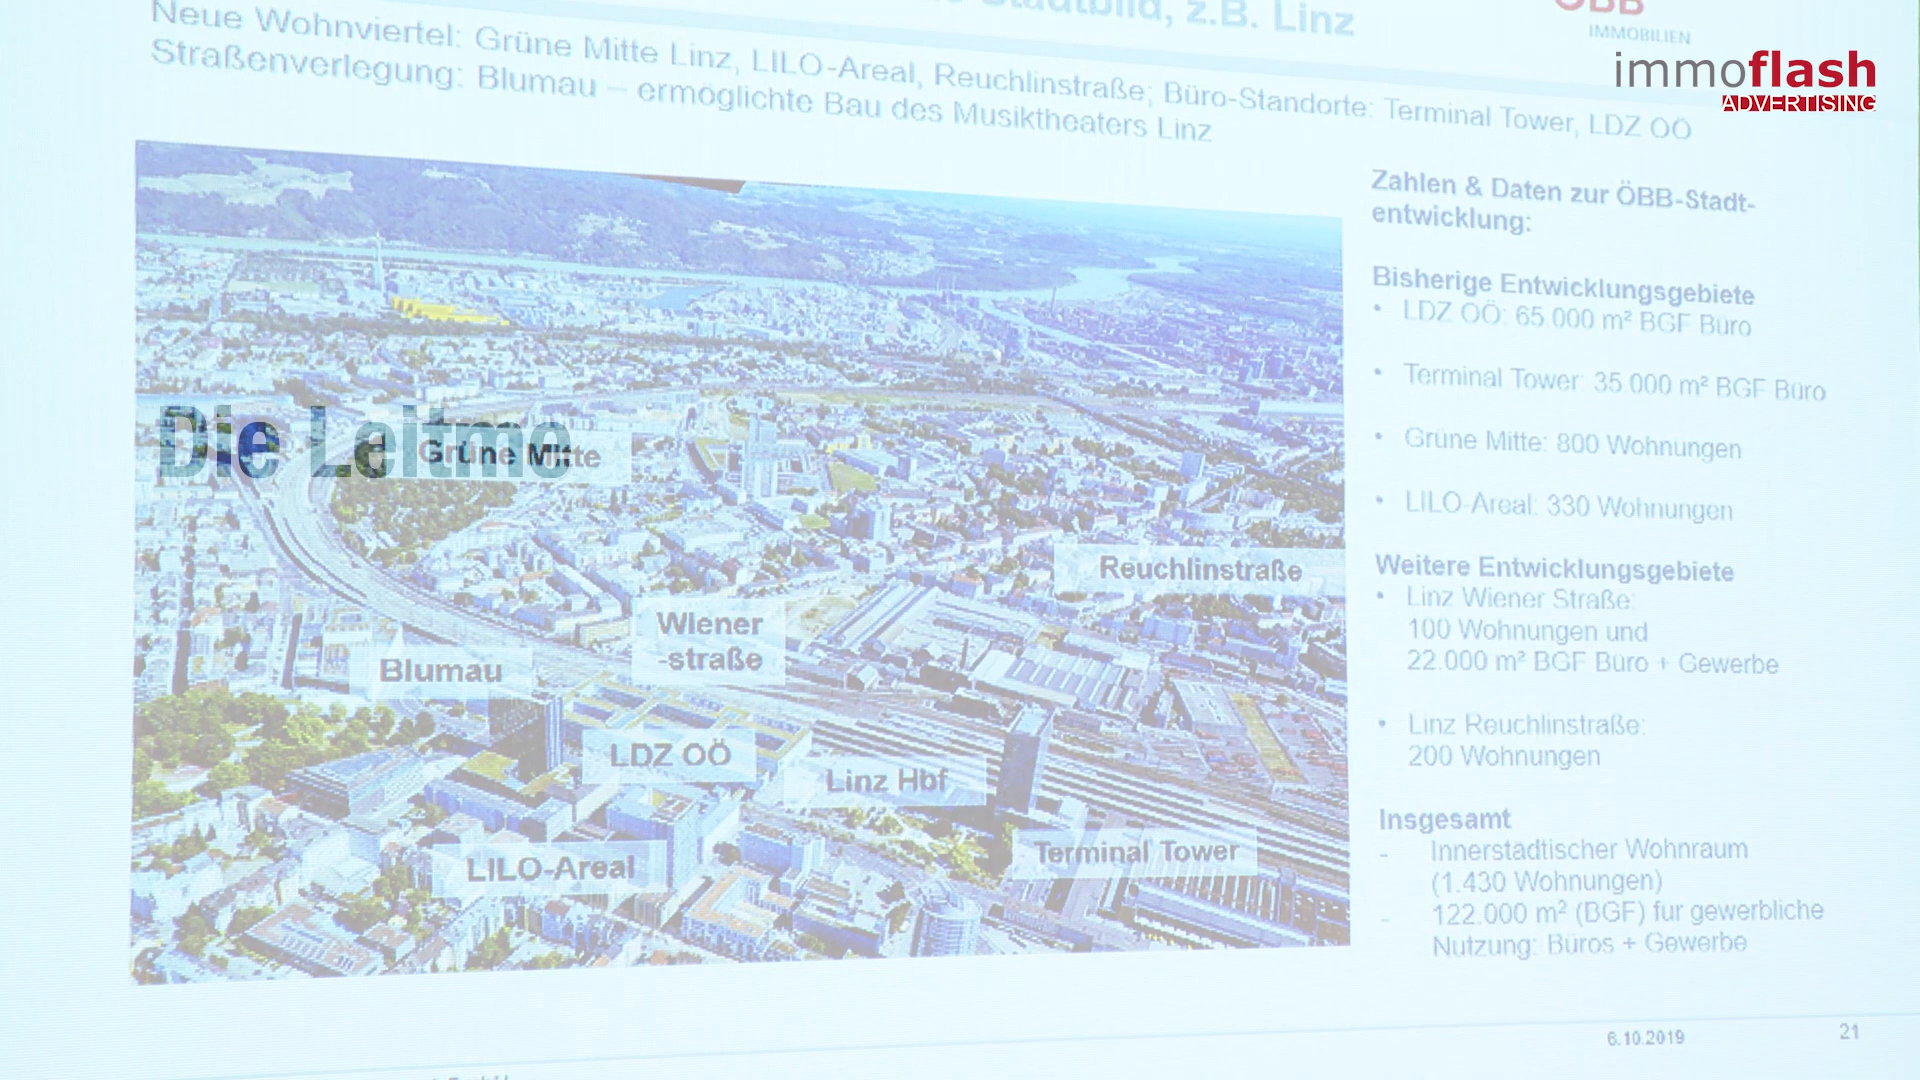 Stadtbild, z.B. Linz
ÖBB
IMMOBILIEN
immoflash
ADVERTISING
Neue Wohnviertel: Grüne Mitte Linz, LILO-Areal, Reuchlinstraße; Büro-Standorte: Terminal Tower, LDZ OÖ
Straßenverlegung: Blumau – ermöglichte Bau des Musiktheaters Linz
Die Leitmo
Grüne Mitte
Reuchlinstraße
Wiener
-straße
Blumau
LDZ OÖ
Linz Hbf
Terminal Tower
LILO-Areal
Zahlen & Daten zur ÖBB-Stadt-
entwicklung:
Bisherige Entwicklungsgebiete
• LDZ OÖ: 65.000 m² BGF Büro
• Terminal Tower: 35.000 m² BGF Büro
• Grüne Mitte: 800 Wohnungen
• LILO-Areal: 330 Wohnungen
Weitere Entwicklungsgebiete
• Linz Wiener Straße:
100 Wohnungen und
22.000 m² BGF Büro + Gewerbe
• Linz Reuchlinstraße:
200 Wohnungen
Insgesamt
- Innerstädtischer Wohnraum
(1.430 Wohnungen)
- 122.000 m² (BGF) für gewerbliche
Nutzung: Büros + Gewerbe
6.10.2019
21